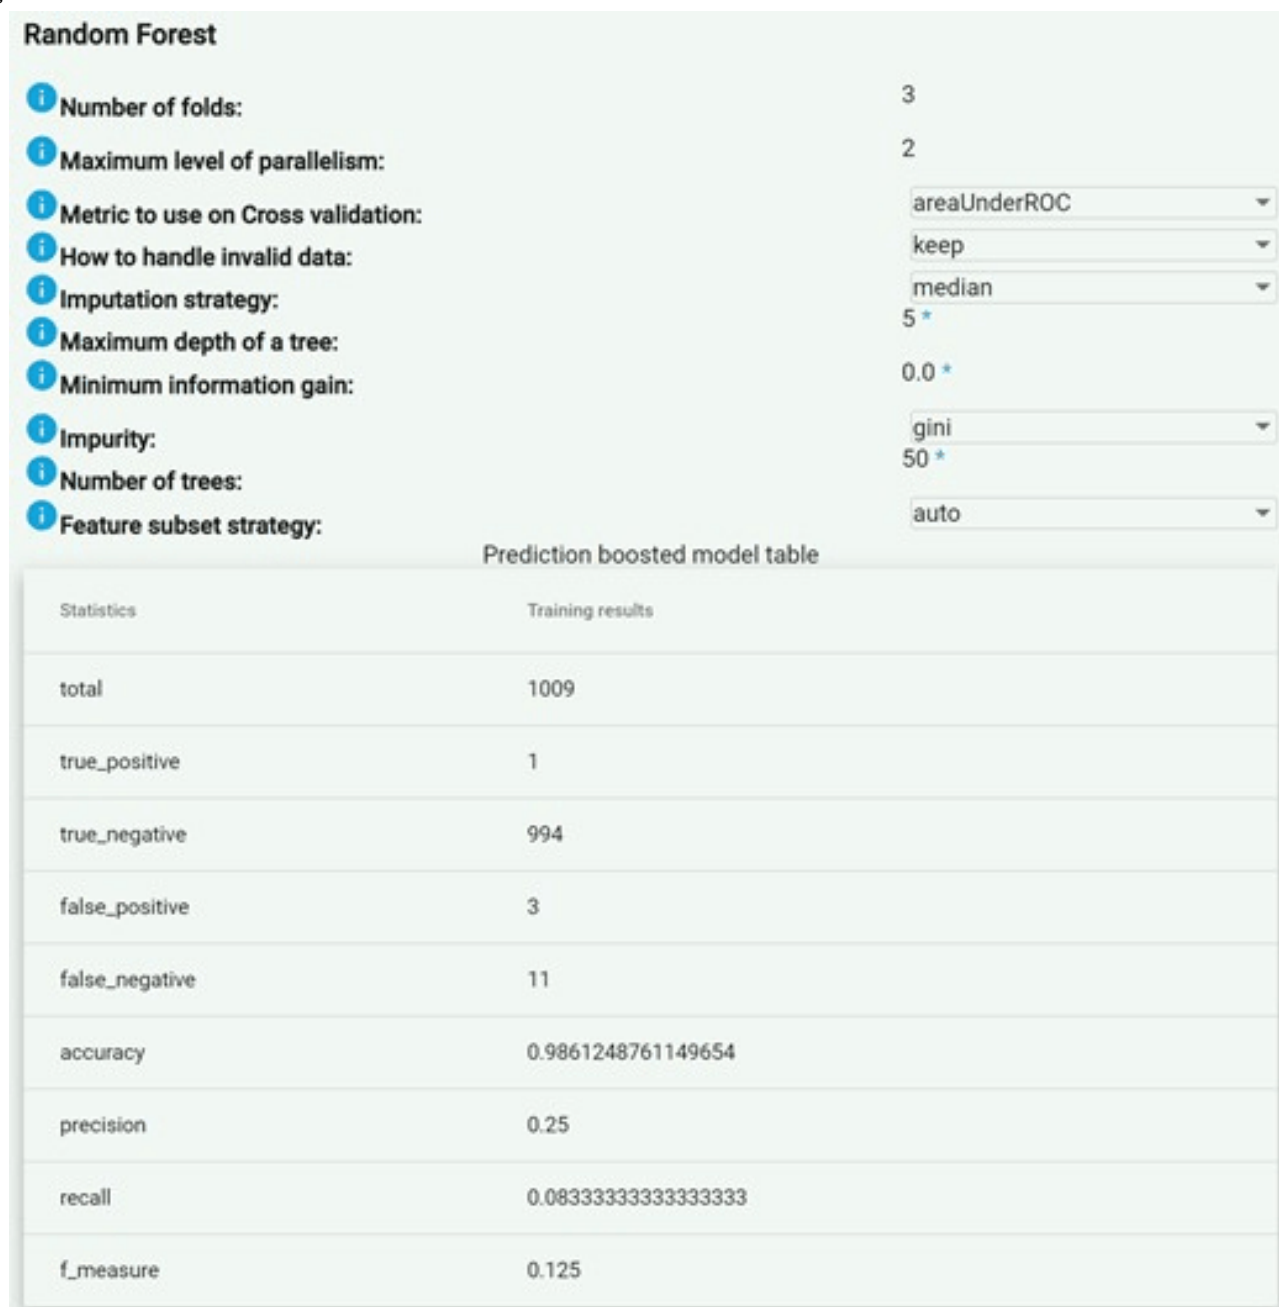 Random Forest
Number of folds: 3
Maximum level of parallelism: 2
Metric to use on Cross validation: areaUnderROC
How to handle invalid data: keep
Imputation strategy: median
Maximum depth of a tree: 5 *
Minimum information gain: 0.0 *
Impurity: gini
Number of trees: 50 *
Feature subset strategy: auto
Prediction boosted model table
Statistics Training results
total 1009
true_positive 1
true_negative 994
false_positive 3
false_negative 11
accuracy 0.9861248761149654
precision 0.25
recall 0.08333333333333333
f_measure 0.125